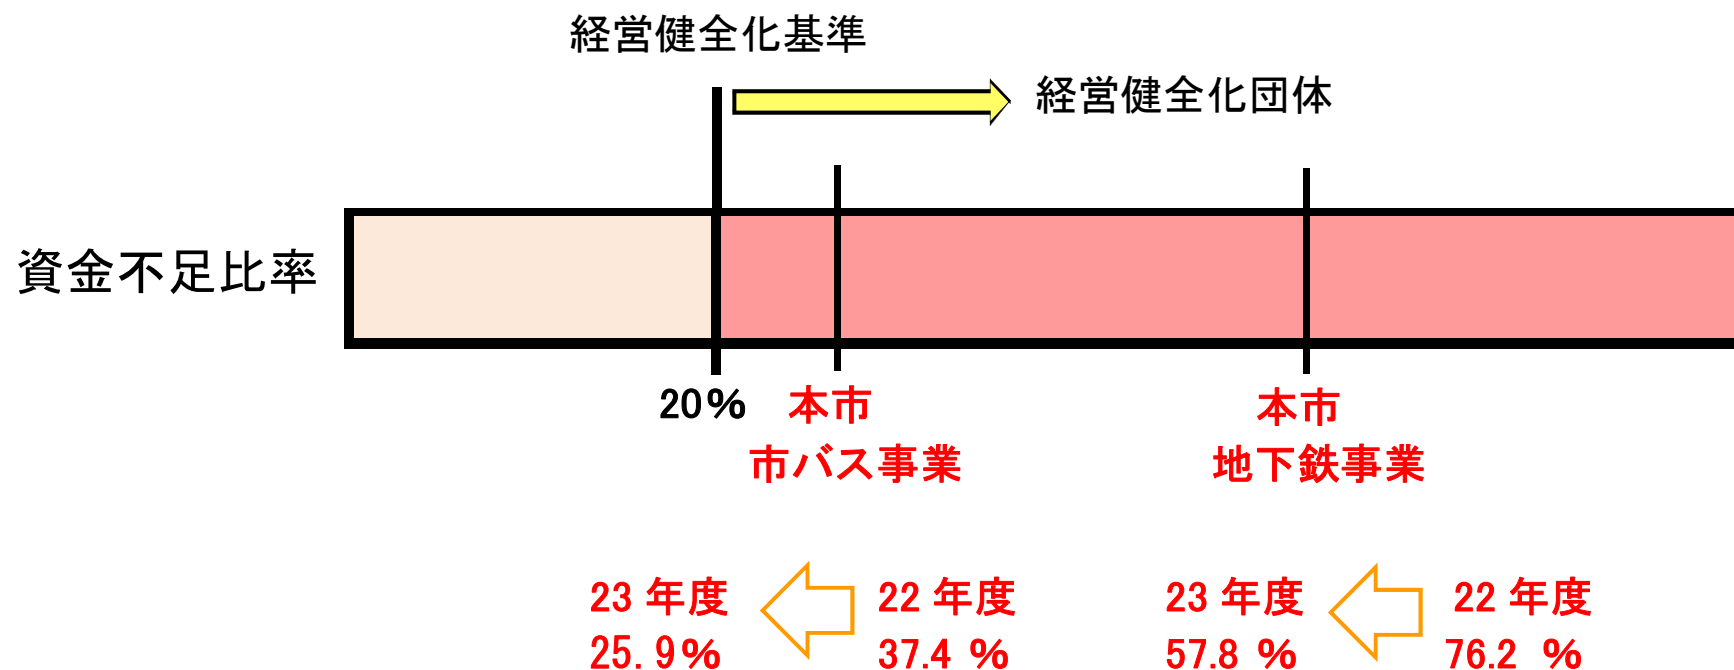 経営健全化基準
経営健全化団体
資金不足比率
20%
本市
市バス事業
本市
地下鉄事業
23 年度
25. 9%
22 年度
37.4 %
23 年度
57.8 %
22 年度
76.2 %